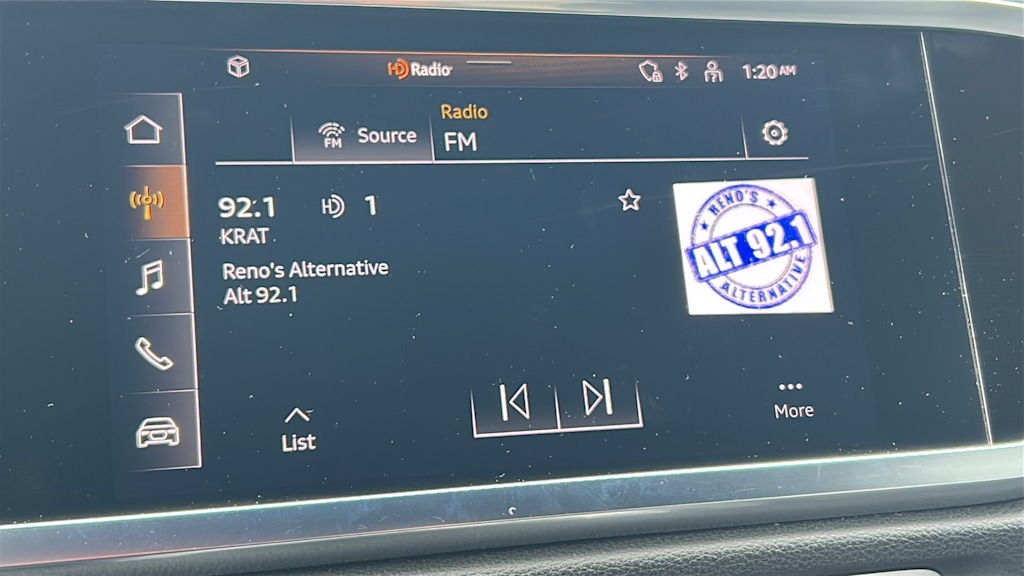 HD Radio
1:20 AM
Radio
FM Source FM
92.1 HD 1
KRAT
Reno's Alternative
Alt 92.1
RENO'S
ALT 92.1
ALTERNATIVE
List
More